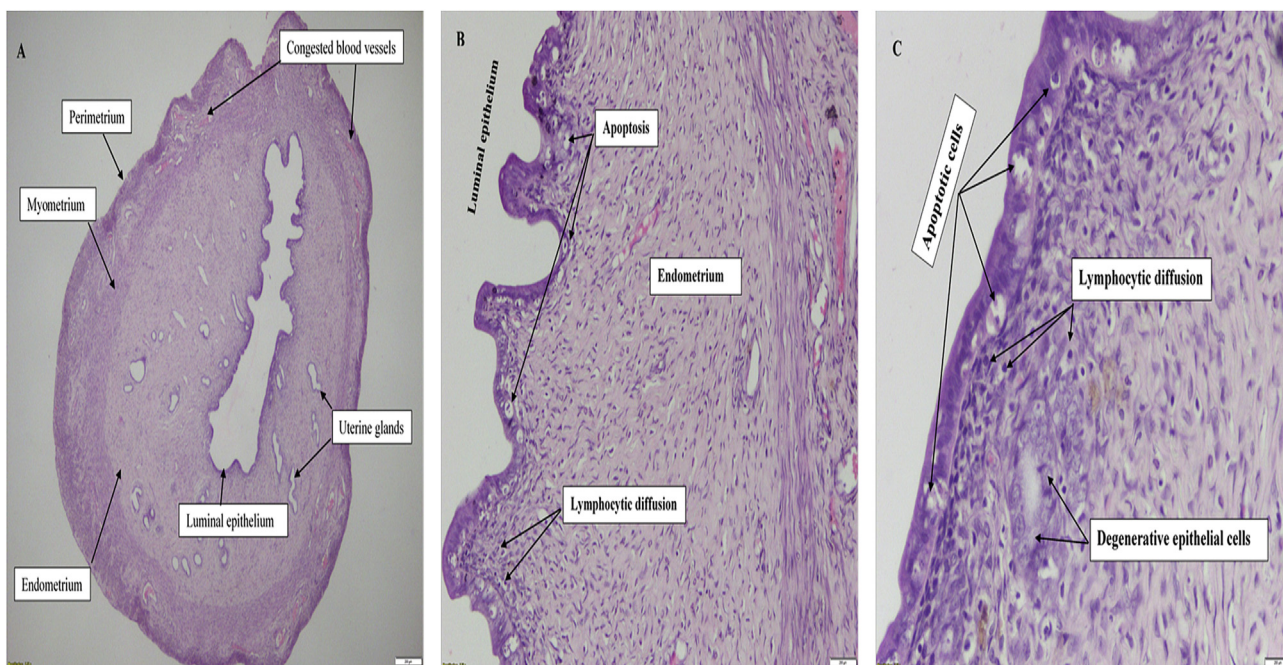 A
Congested blood vessels
Perimetrium
Myometrium
Uterine glands
Luminal epithelium
Endometrium
B
Luminal epithelium
Apoptosis
Endometrium
Lymphocytic diffusion
C
Apoptotic cells
Lymphocytic diffusion
Degenerative epithelial cells